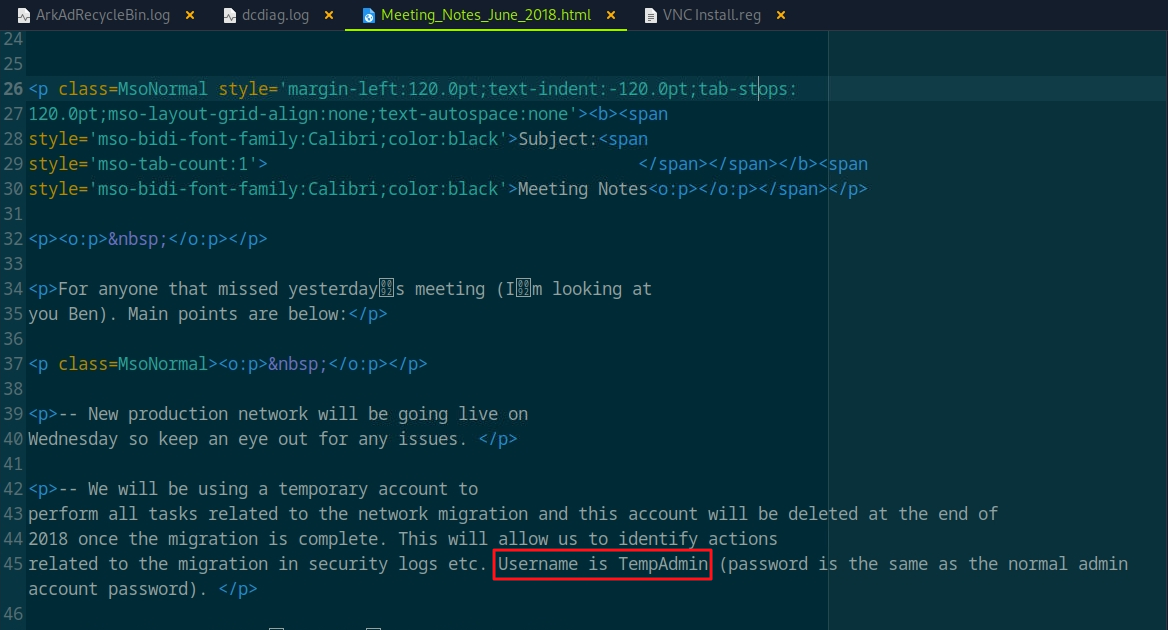 ArkAdRecycleBin.log × dcdiag.log × Meeting_Notes_June_2018.html × VNC Install.reg ×
24
25
26 <p class=MsoNormal style='margin-left:120.0pt;text-indent:-120.0pt;tab-stops:
27 120.0pt;mso-layout-grid-align:none;text-autospace:none'><b><span
28 style='mso-bidi-font-family:Calibri;color:black'>Subject:<span
29 style='mso-tab-count:1'> </span></span></b><span
30 style='mso-bidi-font-family:Calibri;color:black'>Meeting Notes<o:p></o:p></span></p>
31
32 <p><o:p>&nbsp;</o:p></p>
33
34 <p>For anyone that missed yesterday0092s meeting (I0092m looking at
35 you Ben). Main points are below:</p>
36
37 <p class=MsoNormal><o:p>&nbsp;</o:p></p>
38
39 <p>-- New production network will be going live on
40 Wednesday so keep an eye out for any issues. </p>
41
42 <p>-- We will be using a temporary account to
43 perform all tasks related to the network migration and this account will be deleted at the end of
44 2018 once the migration is complete. This will allow us to identify actions
45 related to the migration in security logs etc. Username is TempAdmin (password is the same as the normal admin
account password). </p>
46